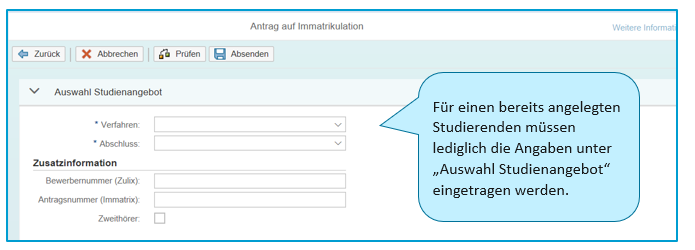 Antrag auf Immatrikulation
Weitere Informat
Zurück
Abbrechen
Prüfen
Absenden
Auswahl Studienangebot
* Verfahren:
* Abschluss:
Zusatzinformation
Bewerbernummer (Zulix):
Antragsnummer (Immatrix):
Zweithörer:
Für einen bereits angelegten
Studierenden müssen
lediglich die Angaben unter
„Auswahl Studienangebot“
eingetragen werden.